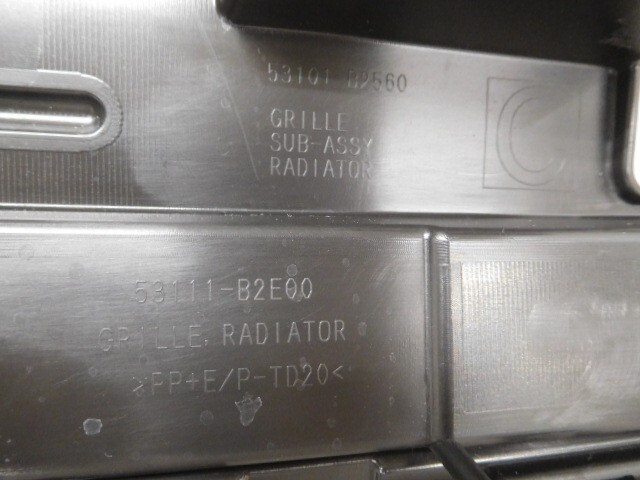 53101-B2560
GRILLE
SUB-ASSY
RADIATOR
C
53111-B2E00
GRILLE, RADIATOR
>PP+E/P-TD20<